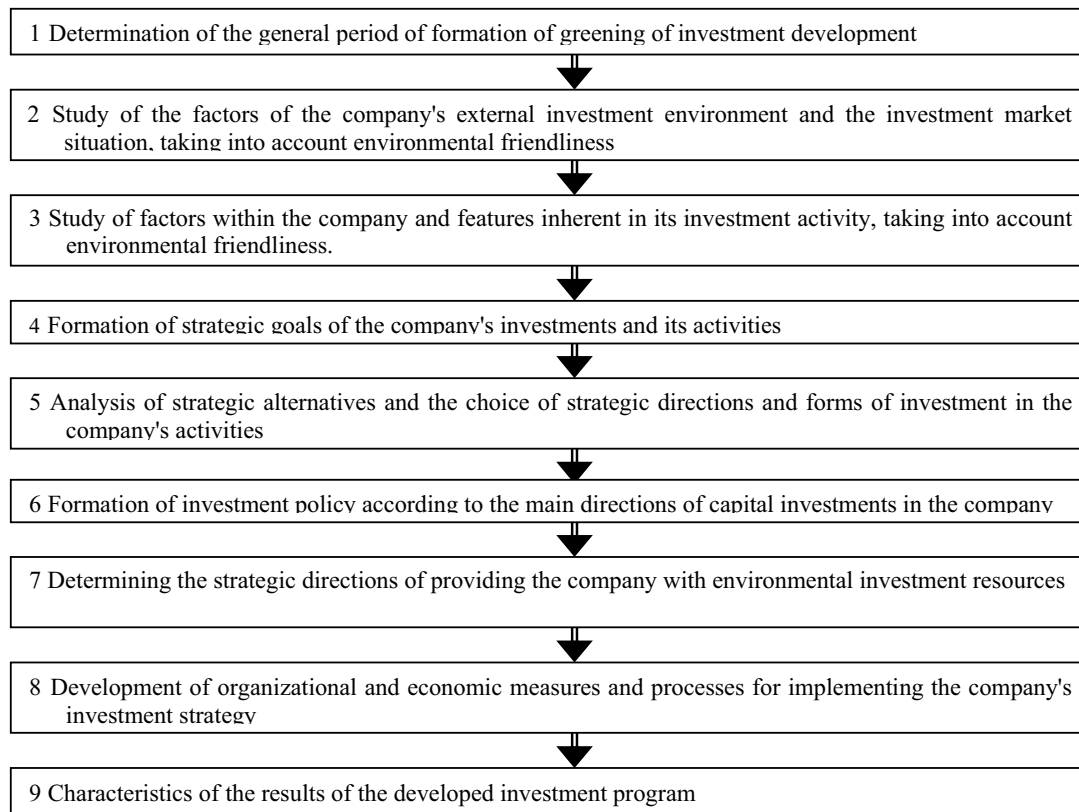 1 Determination of the general period of formation of greening of investment development
2 Study of the factors of the company's external investment environment and the investment market
situation, taking into account environmental friendliness
3 Study of factors within the company and features inherent in its investment activity, taking into account
environmental friendliness.
4 Formation of strategic goals of the company's investments and its activities
5 Analysis of strategic alternatives and the choice of strategic directions and forms of investment in the
company's activities
6 Formation of investment policy according to the main directions of capital investments in the company
7 Determining the strategic directions of providing the company with environmental investment resources
8 Development of organizational and economic measures and processes for implementing the company's
investment strategy
9 Characteristics of the results of the developed investment program